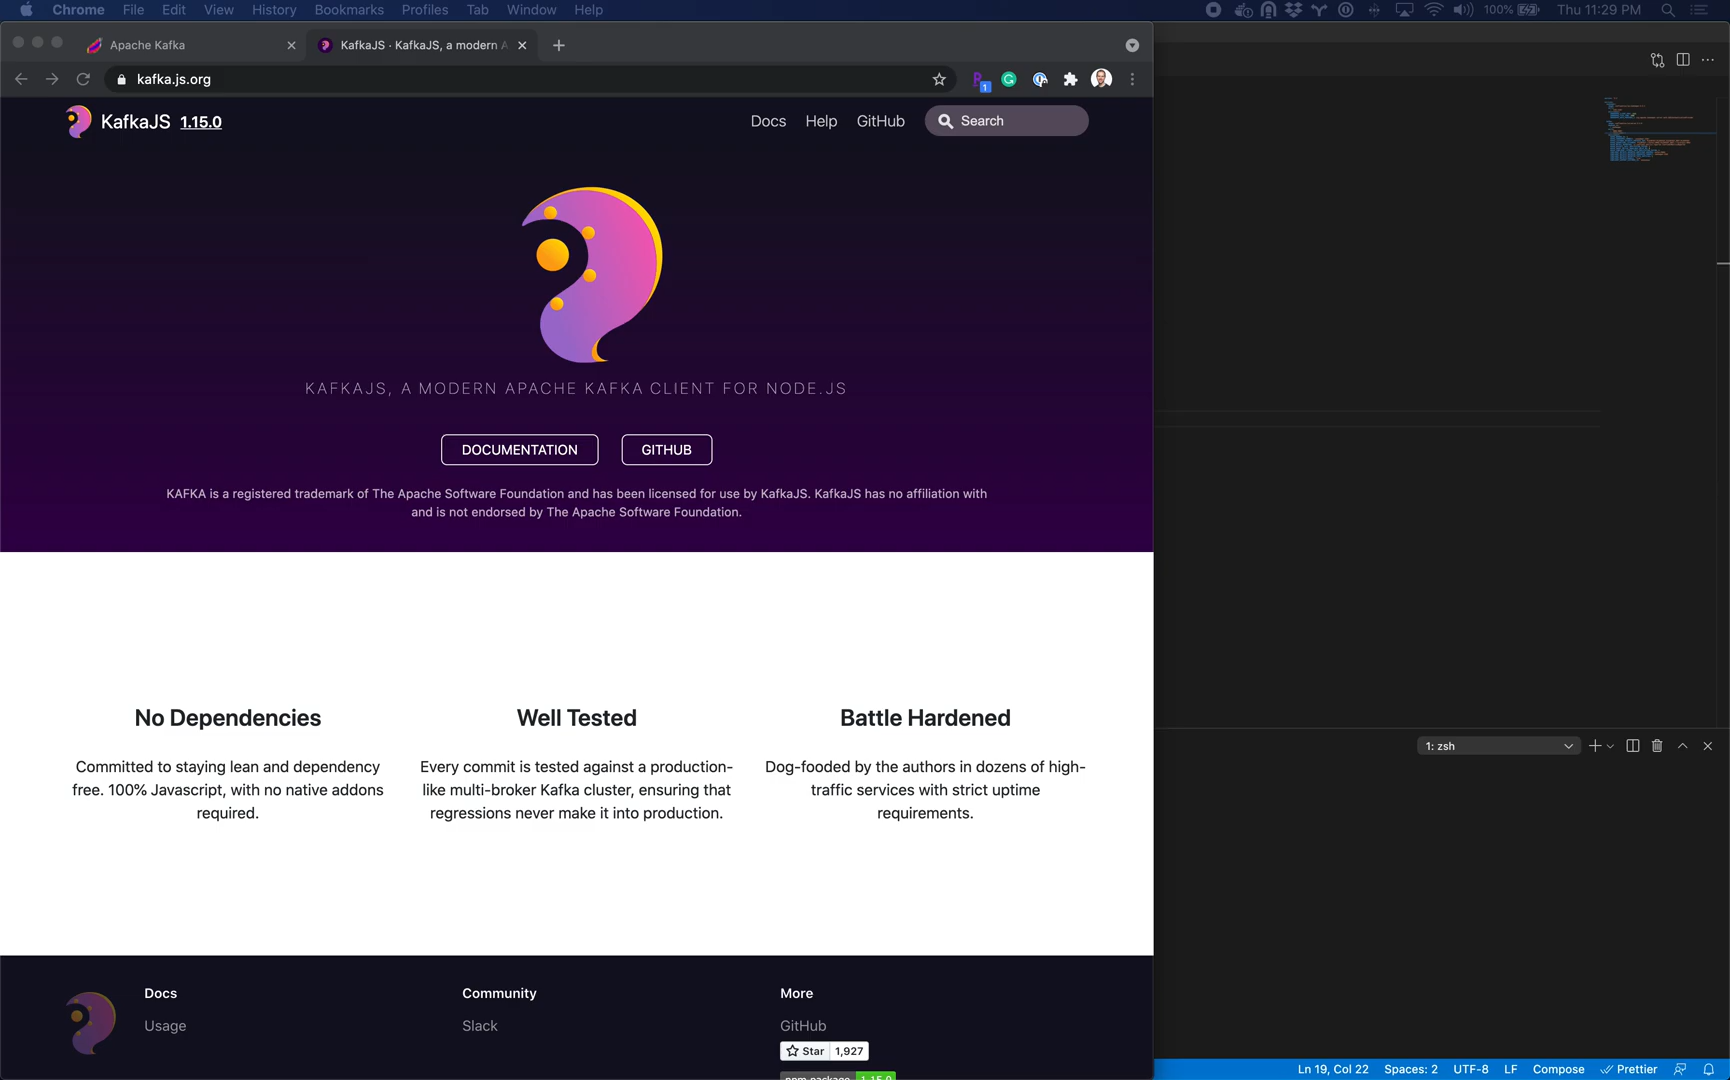 Chrome File Edit View History Bookmarks Profiles Tab Window Help 100% Thu 11:29 PM
Apache Kafka KafkaJS · KafkaJS, a modern A
kafka.js.org 1
KafkaJS 1.15.0 Docs Help GitHub Search
KAFKAJS, A MODERN APACHE KAFKA CLIENT FOR NODE.JS
DOCUMENTATION GITHUB
KAFKA is a registered trademark of The Apache Software Foundation and has been licensed for use by KafkaJS. KafkaJS has no affiliation with
and is not endorsed by The Apache Software Foundation.
No Dependencies
Committed to staying lean and dependency
free. 100% Javascript, with no native addons
required.
Well Tested
Every commit is tested against a production-
like multi-broker Kafka cluster, ensuring that
regressions never make it into production.
Battle Hardened
Dog-fooded by the authors in dozens of high-
traffic services with strict uptime
requirements.
Docs
Usage
Community
Slack
More
GitHub
Star 1,927
npm package 1.15.0
1: zsh
Ln 19, Col 22 Spaces: 2 UTF-8 LF Compose Prettier